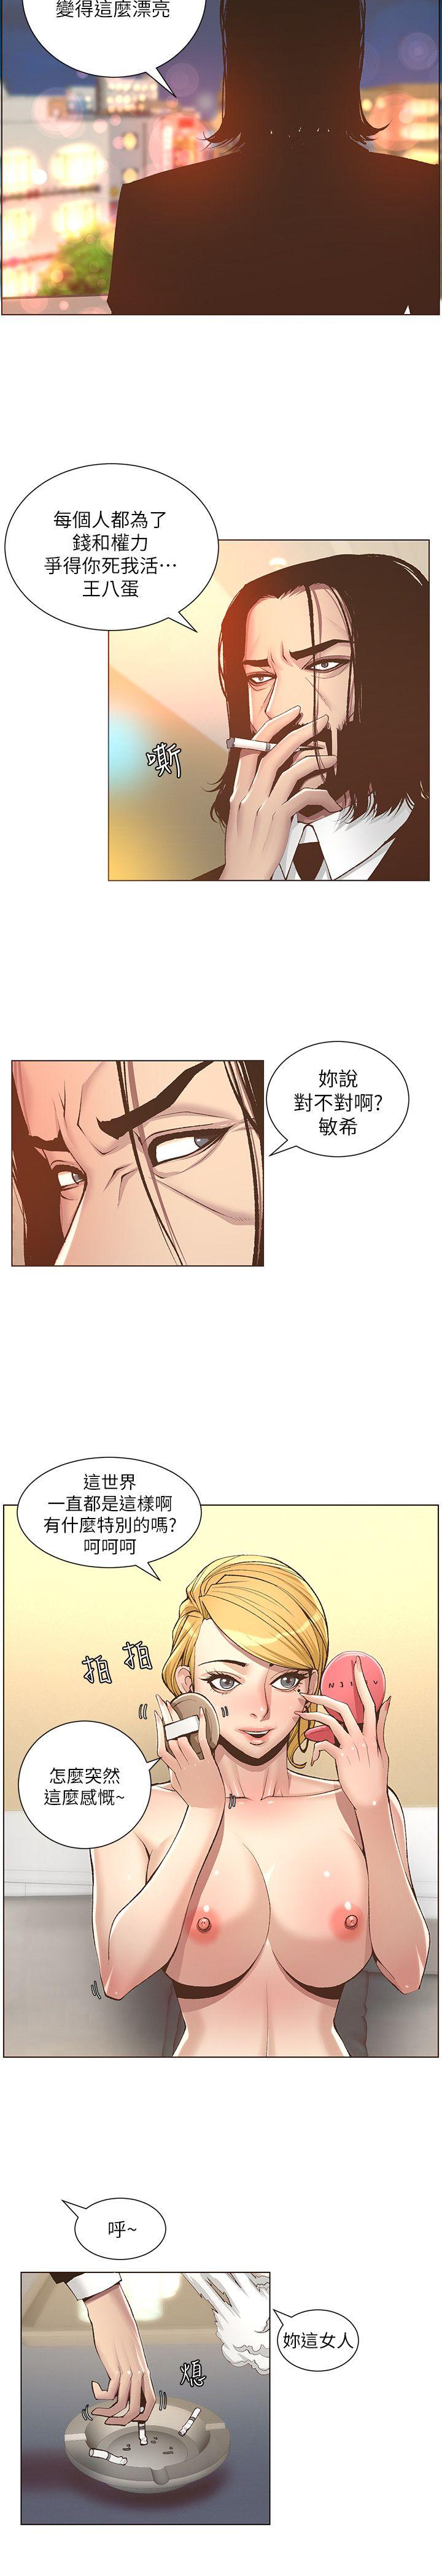 變得這麼漂亮
每個人都為了
錢和權力
爭得你死我活…
王八蛋
嘶
妳說
對不對啊?
敏希
這世界
一直都是這樣啊
有什麼特別的嗎?
呵呵呵
拍 拍
怎麼突然
這麼感慨~
呼~
妳這女人
熄